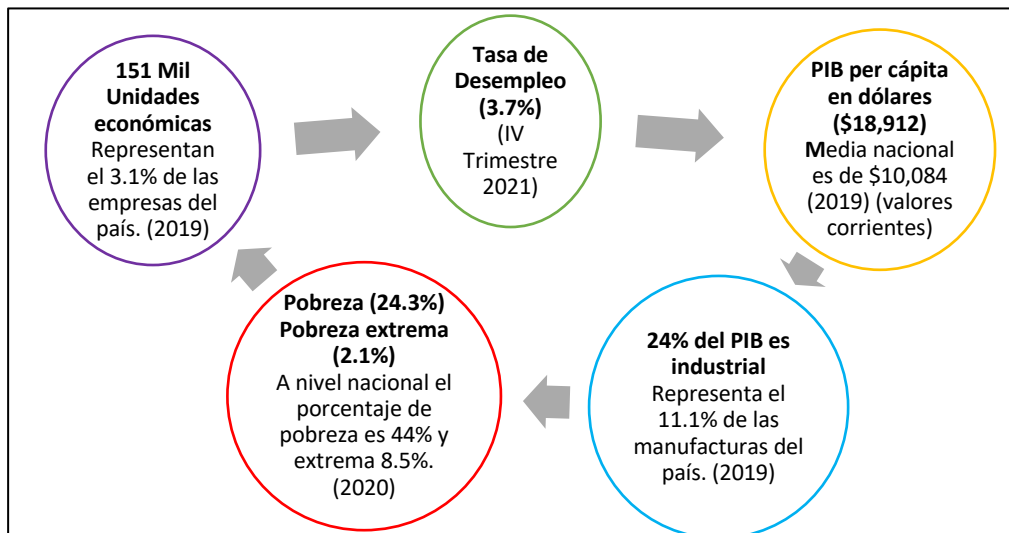 151 Mil
Unidades
económicas
Representan
el 3.1% de las
empresas del
país. (2019)
Tasa de
Desempleo
(3.7%)
(IV
Trimestre
2021)
PIB per cápita
en dólares
($18,912)
Media nacional
es de $10,084
(2019) (valores
corrientes)
24% del PIB es
industrial
Representa el
11.1% de las
manufacturas del
país. (2019)
Pobreza (24.3%)
Pobreza extrema
(2.1%)
A nivel nacional el
porcentaje de
pobreza es 44% y
extrema 8.5%.
(2020)